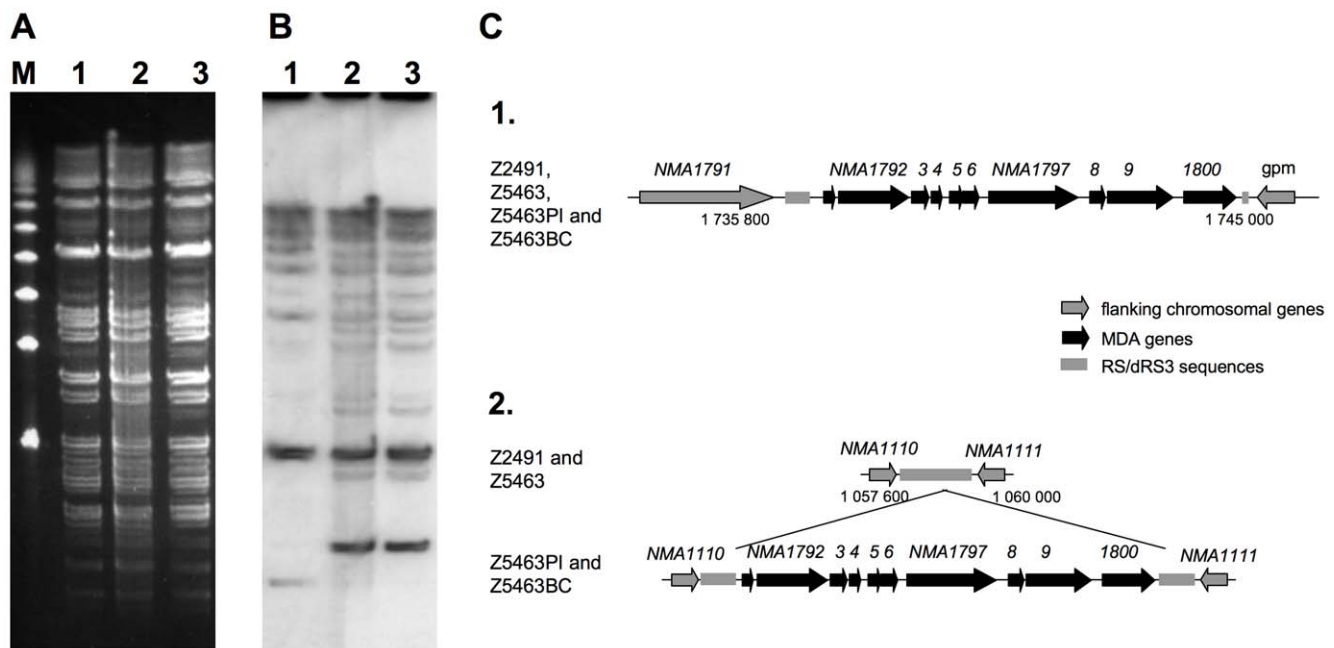 A
M 1 2 3
B
1 2 3
C
1.
Z2491,
Z5463,
Z5463PI and
Z5463BC
NMA1791 NMA1792 3 4 5 6 NMA1797 8 9 1800 gpm
1 735 800 1 745 000
flanking chromosomal genes
MDA genes
RS/dRS3 sequences
2.
Z2491 and
Z5463
NMA1110 NMA1111
1 057 600 1 060 000
Z5463PI and
Z5463BC
NMA1110 NMA1792 3 4 5 6 NMA1797 8 9 1800 NMA1111